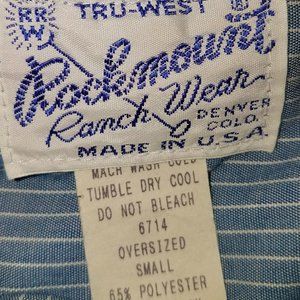 RR
W
TRU-WEST
Rockmount
Ranch Wear
DENVER
COLO.
MADE IN U.S.A
MACH WASH COLD
TUMBLE DRY COOL
DO NOT BLEACH
6714
OVERSIZED
SMALL
65% POLYESTER